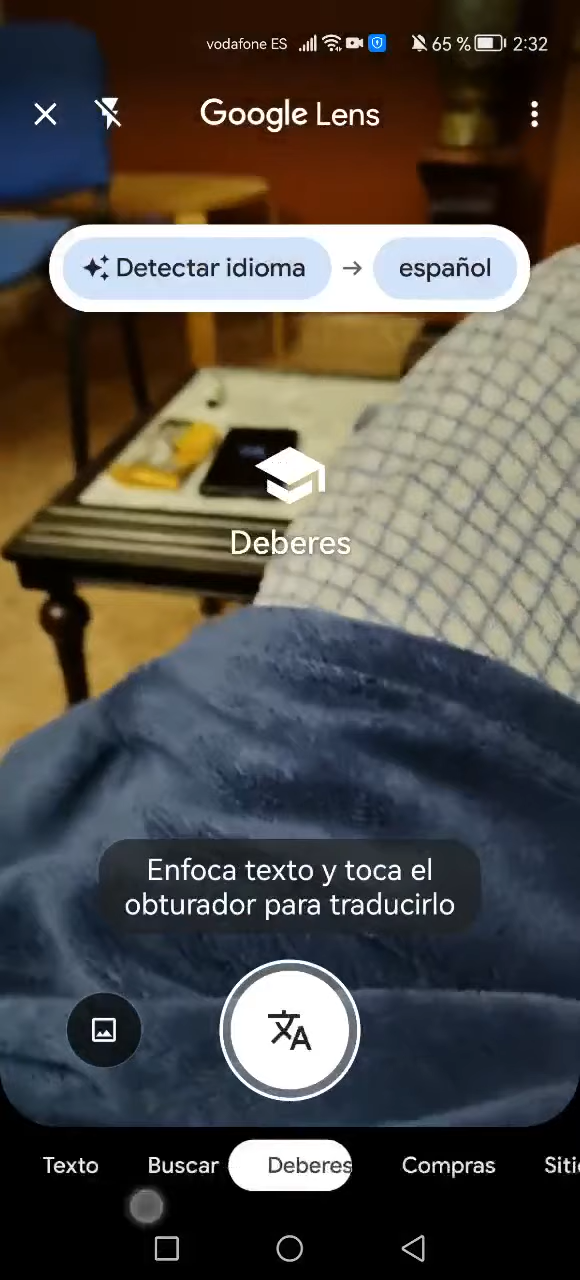 vodafone ES 65 % 2:32
Google Lens
Detectar idioma → español
Deberes
Enfoca texto y toca el
obturador para traducirlo
Texto Buscar Deberes Compras Siti